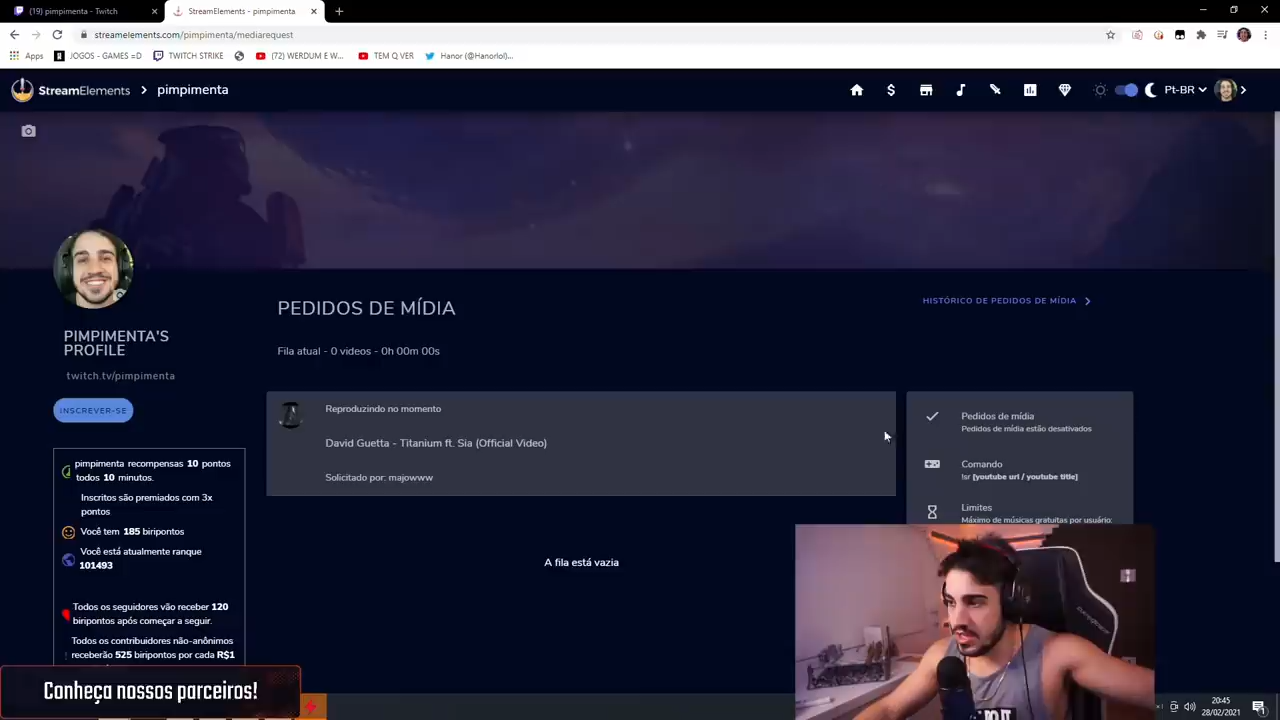 (19) pimpimenta - Twitch
StreamElements - pimpimenta
streamelements.com/pimpimenta/mediarequest
Apps
JOGOS - GAMES =D
TWITCH STRIKE
(72) WERDUM E W...
TEM Q VER
Hanor (@Hanorlol)...
StreamElements
pimpimenta
Pt-BR
PIMPIMENTA'S
PROFILE
twitch.tv/pimpimenta
INSCREVER-SE
pimpimenta recompensas 10 pontos
todos 10 minutos.
Inscritos são premiados com 3x
pontos
Você tem 185 biripontos
Você está atualmente ranque
101493
Todos os seguidores vão receber 120
biripontos após começar a seguir.
Todos os contribuidores não-anônimos
receberão 525 biripontos por cada R$1
PEDIDOS DE MÍDIA
HISTÓRICO DE PEDIDOS DE MÍDIA
Fila atual - 0 videos - 0h 00m 00s
Reproduzindo no momento
David Guetta - Titanium ft. Sia (Official Video)
Solicitado por: majowww
A fila está vazia
Pedidos de mídia
Pedidos de mídia estão desativados
Comando
!sr [youtube url / youtube title]
Limites
Máximo de músicas gratuitas por usuário:
Conheça nossos parceiros!
20:45
28/02/2021